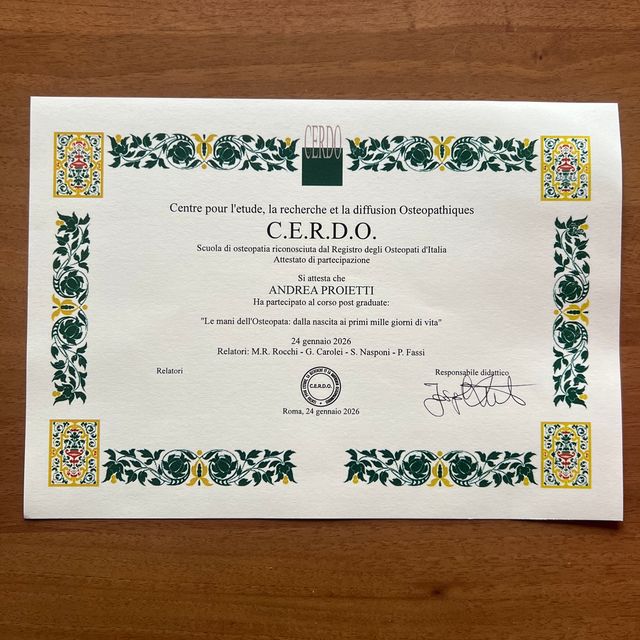 CERDO
Centre pour l'etude, la recherche et la diffusion Osteopathiques
C.E.R.D.O.
Scuola di osteopatia riconosciuta dal Registro degli Osteopati d'Italia
Attestato di partecipazione
Si attesta che
ANDREA PROIETTI
Ha partecipato al corso post graduate:
"Le mani dell'Osteopata: dalla nascita ai primi mille giorni di vita"
24 gennaio 2026
Relatori: M.R. Rocchi - G. Carolei - S. Nasponi - P. Fassi
Relatori
Responsabile didattico
C.E.R.D.O.
Roma, 24 gennaio 2026